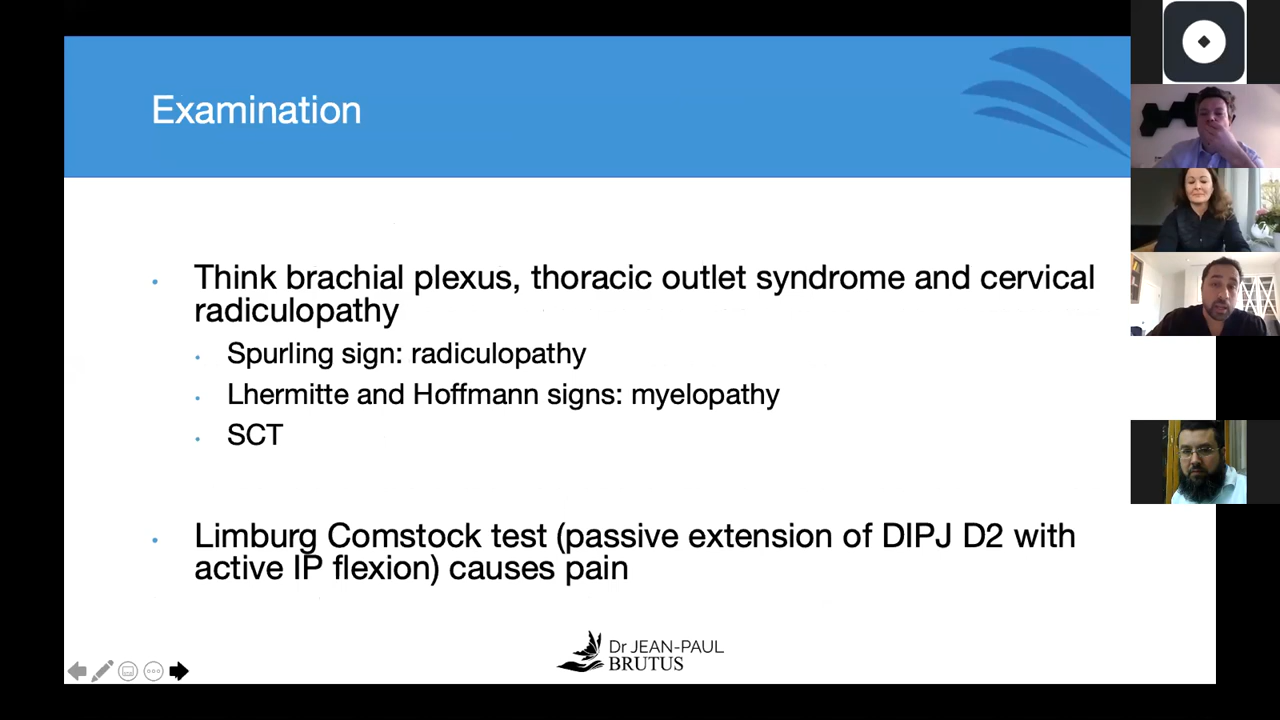 Examination
Think brachial plexus, thoracic outlet syndrome and cervical
radiculopathy
Spurling sign: radiculopathy
Lhermitte and Hoffmann signs: myelopathy
SCT
Limburg Comstock test (passive extension of DIPJ D2 with
active IP flexion) causes pain
Dr JEAN-PAUL
BRUTUS